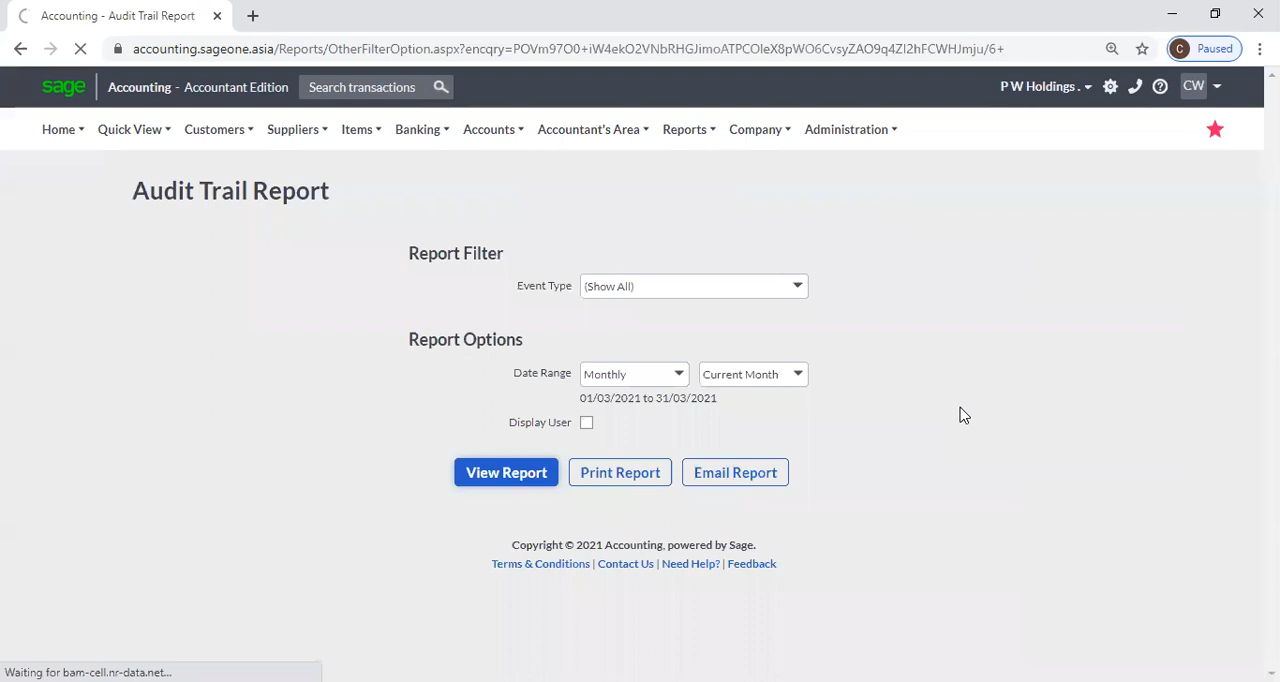 Accounting - Audit Trail Report
accounting.sageone.asia/Reports/OtherFilterOption.aspx?encqry=POVm97O0+iW4ekO2VNbRHGJimoATPCOleX8pWO6CvsyZAO9q4Zl2hFCWHJmju/6+
C Paused
sage Accounting - Accountant Edition Search transactions P W Holdings . CW
Home Quick View Customers Suppliers Items Banking Accounts Accountant's Area Reports Company Administration
Audit Trail Report
Report Filter
Event Type (Show All)
Report Options
Date Range Monthly Current Month
01/03/2021 to 31/03/2021
Display User
View Report Print Report Email Report
Copyright © 2021 Accounting, powered by Sage.
Terms & Conditions | Contact Us | Need Help? | Feedback
Waiting for bam-cell.nr-data.net...